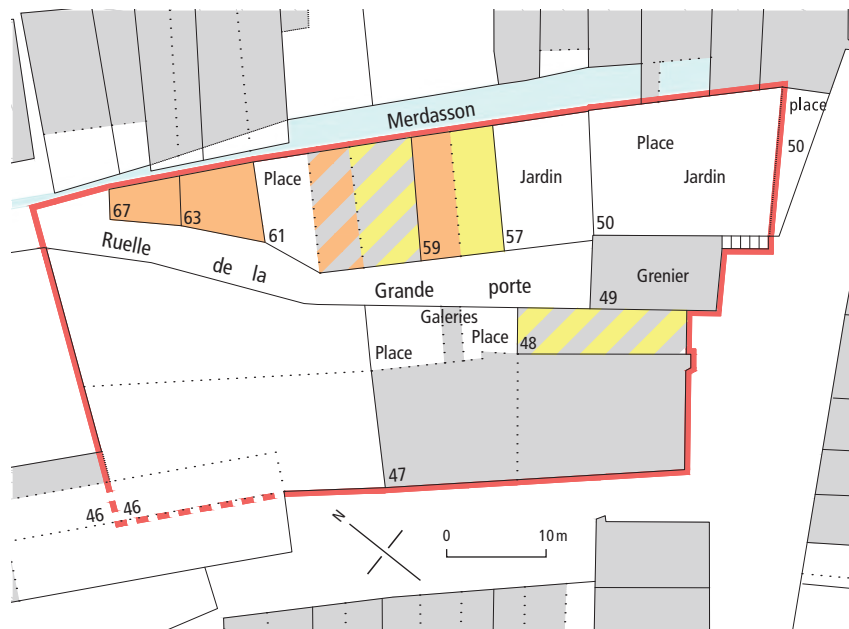 Merdasson
place
50
Place
Jardin
50
Jardin
57
59
Place
61
63
67
Ruelle
de la
Grande porte
Grenier
49
Galeries
Place
Place
48
47
46
46
N
0 10 m